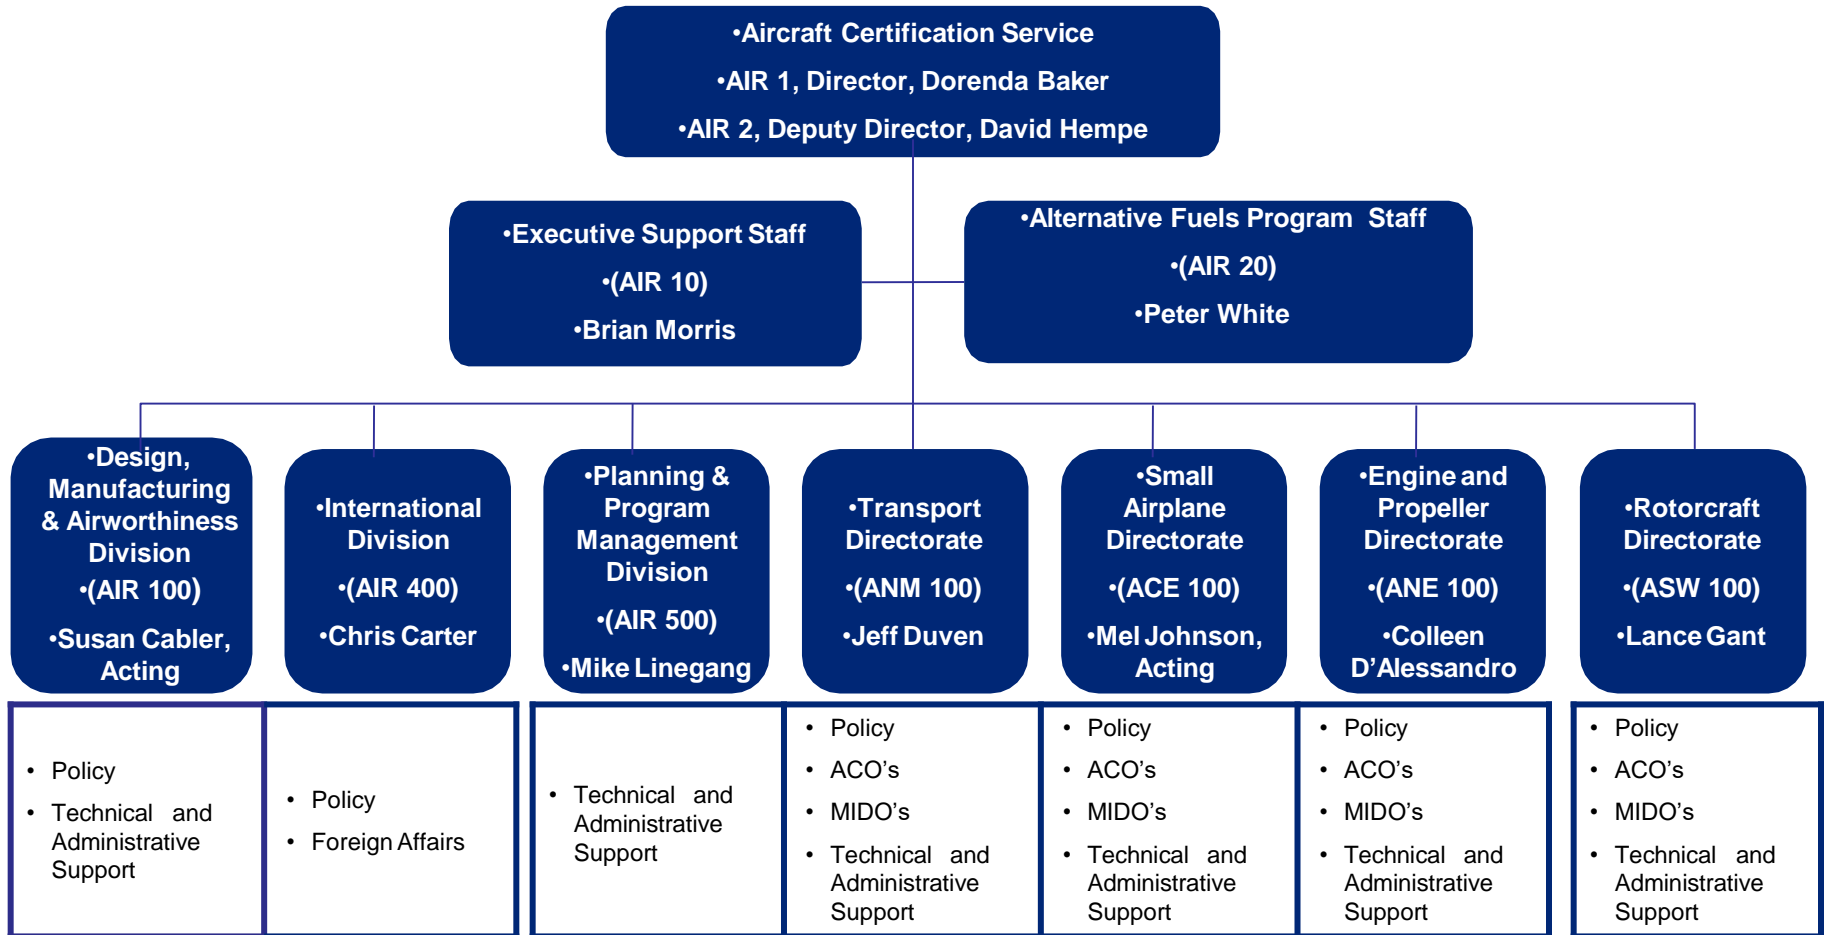 •Aircraft Certification Service
•AIR 1, Director, Dorenda Baker
•AIR 2, Deputy Director, David Hempe
•Executive Support Staff
•(AIR 10)
•Brian Morris
•Alternative Fuels Program Staff
•(AIR 20)
•Peter White
•Design,
Manufacturing
& Airworthiness
Division
•(AIR 100)
•Susan Cabler,
Acting
•International
Division
•(AIR 400)
•Chris Carter
•Planning &
Program
Management
Division
•(AIR 500)
•Mike Linegang
•Transport
Directorate
•(ANM 100)
•Jeff Duven
•Small
Airplane
Directorate
•(ACE 100)
•Mel Johnson,
Acting
•Engine and
Propeller
Directorate
•(ANE 100)
•Colleen
D’Alessandro
•Rotorcraft
Directorate
•(ASW 100)
•Lance Gant
• Policy
• Technical and
Administrative
Support
• Policy
• Foreign Affairs
• Technical and
Administrative
Support
• Policy
• ACO’s
• MIDO’s
• Technical and
Administrative
Support
• Policy
• ACO’s
• MIDO’s
• Technical and
Administrative
Support
• Policy
• ACO’s
• MIDO’s
• Technical and
Administrative
Support
• Policy
• ACO’s
• MIDO’s
• Technical and
Administrative
Support